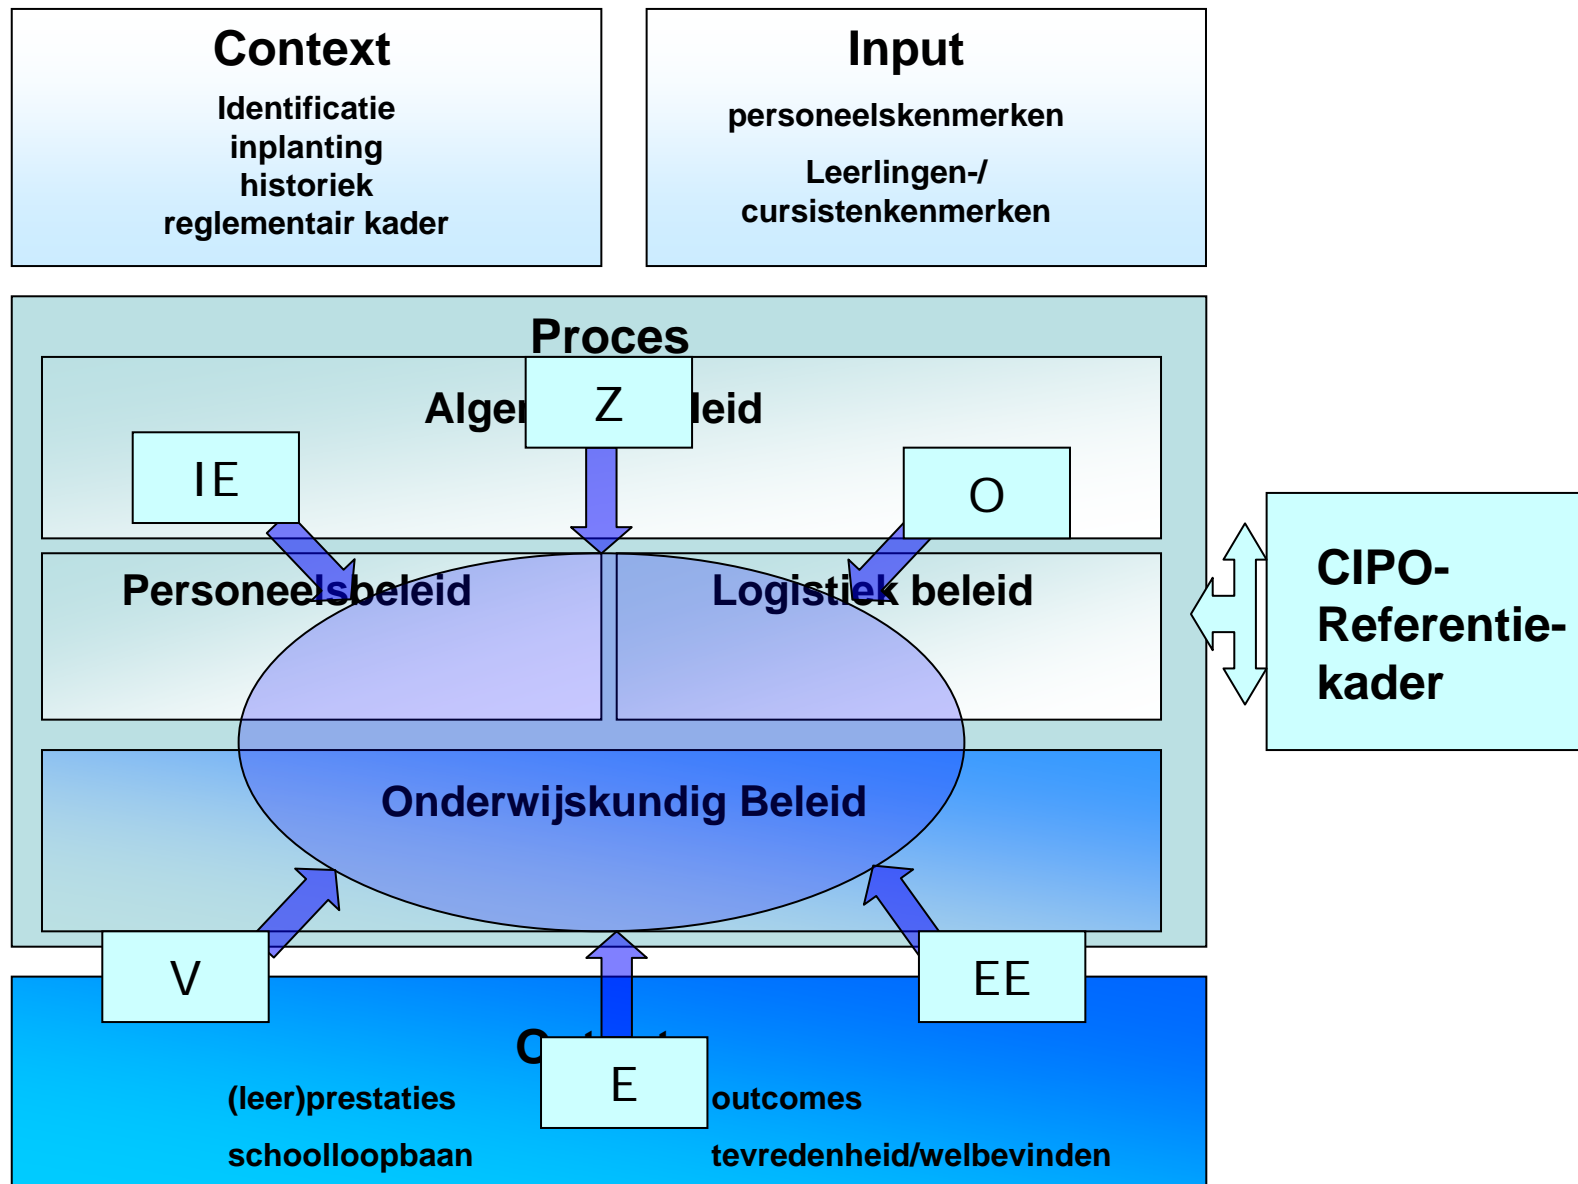 Context
Identificatie
inplanting
historiek
reglementair kader
Input
personeelskenmerken
Leerlingen-/
cursistenkenmerken
Proces
Z
IE
O
Personeelsbeleid
Logistiek beleid
CIPO-
Referentie-
kader
Onderwijskundig Beleid
V
EE
E
(leer)prestaties
outcomes
schoolloopbaan
tevredenheid/welbevinden